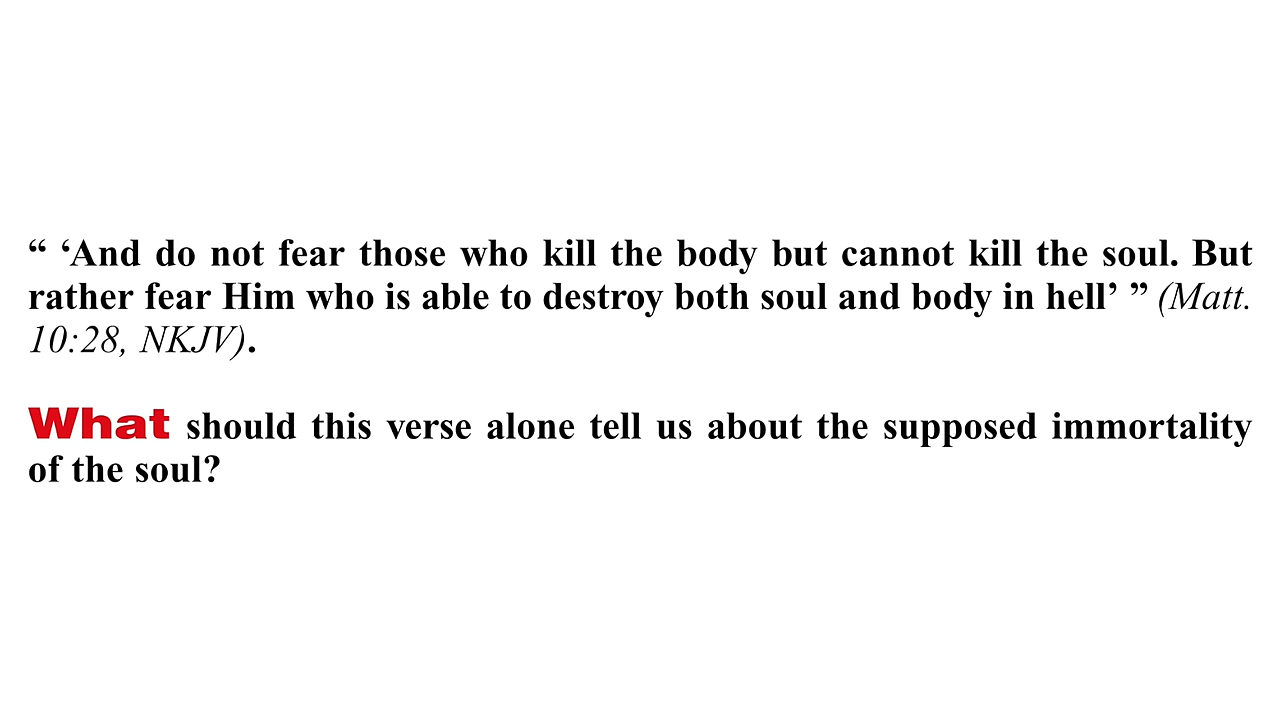 “ ‘And do not fear those who kill the body but cannot kill the soul. But
rather fear Him who is able to destroy both soul and body in hell’ ” (Matt.
10:28, NKJV).
What should this verse alone tell us about the supposed immortality
of the soul?